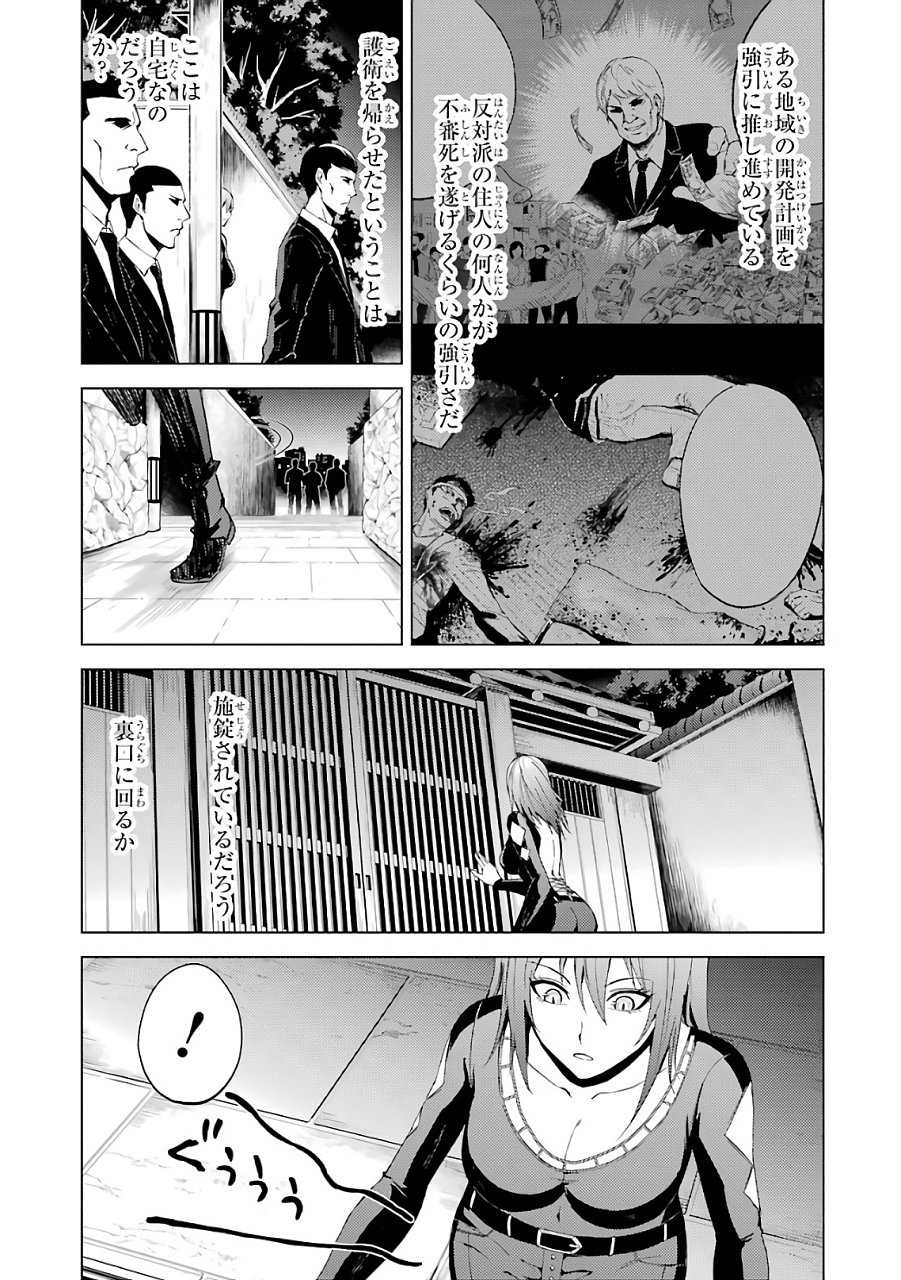 ある地域の開発計画を
強引に推し進めている
反対派の住人の何人かが
不審死を遂げるくらいの強引さだ
護衛を帰らせたということは
ここは
自宅なの
だろう
か?
施錠されているだろう
裏口に回るか
!
ぐぅぅぅ